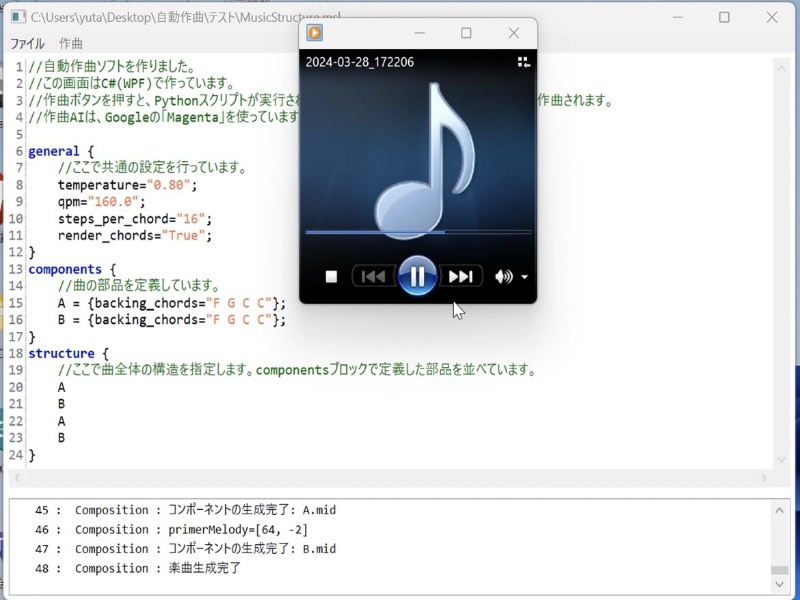 C:\Users\yuta\Desktop\自動作曲\テスト\MusicStructure.msl
ファイル 作曲
2024-03-28_172206
1 //自動作曲ソフトを作りました。
2 //この画面はC#(WPF)で作っています。
3 //作曲ボタンを押すと、Pythonスクリプトが実行され 作曲されます。
4 //作曲AIは、Googleの「Magenta」を使っています
5
6 general {
7 //ここで共通の設定を行っています。
8 temperature="0.80";
9 qpm="160.0";
10 steps_per_chord="16";
11 render_chords="True";
12 }
13 components {
14 //曲の部品を定義しています。
15 A = {backing_chords="F G C C"};
16 B = {backing_chords="F G C C"};
17 }
18 structure {
19 //ここで曲全体の構造を指定します。componentsブロックで定義した部品を並べています。
20 A
21 B
22 A
23 B
24 }
45 : Composition : コンポーネントの生成完了: A.mid
46 : Composition : primerMelody=[64, -2]
47 : Composition : コンポーネントの生成完了: B.mid
48 : Composition : 楽曲生成完了